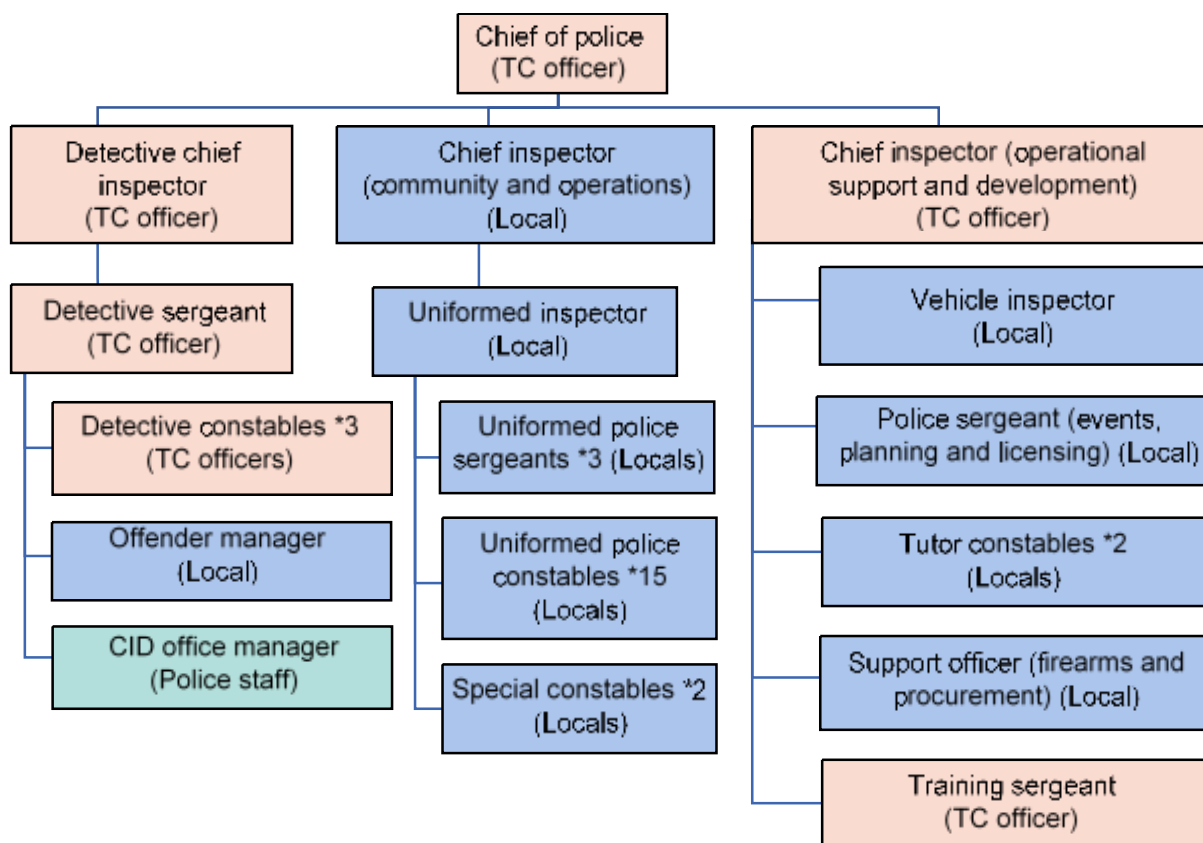 Chief of police
(TC officer)
Detective chief
inspector
(TC officer)
Chief inspector
(community and operations)
(Local)
Chief inspector (operational
support and development)
(TC officer)
Detective sergeant
(TC officer)
Detective constables *3
(TC officers)
Offender manager
(Local)
CID office manager
(Police staff)
Uniformed inspector
(Local)
Uniformed police
sergeants *3 (Locals)
Uniformed police
constables *15
(Locals)
Special constables *2
(Locals)
Vehicle inspector
(Local)
Police sergeant (events,
planning and licensing) (Local)
Tutor constables *2
(Locals)
Support officer (firearms and
procurement) (Local)
Training sergeant
(TC officer)